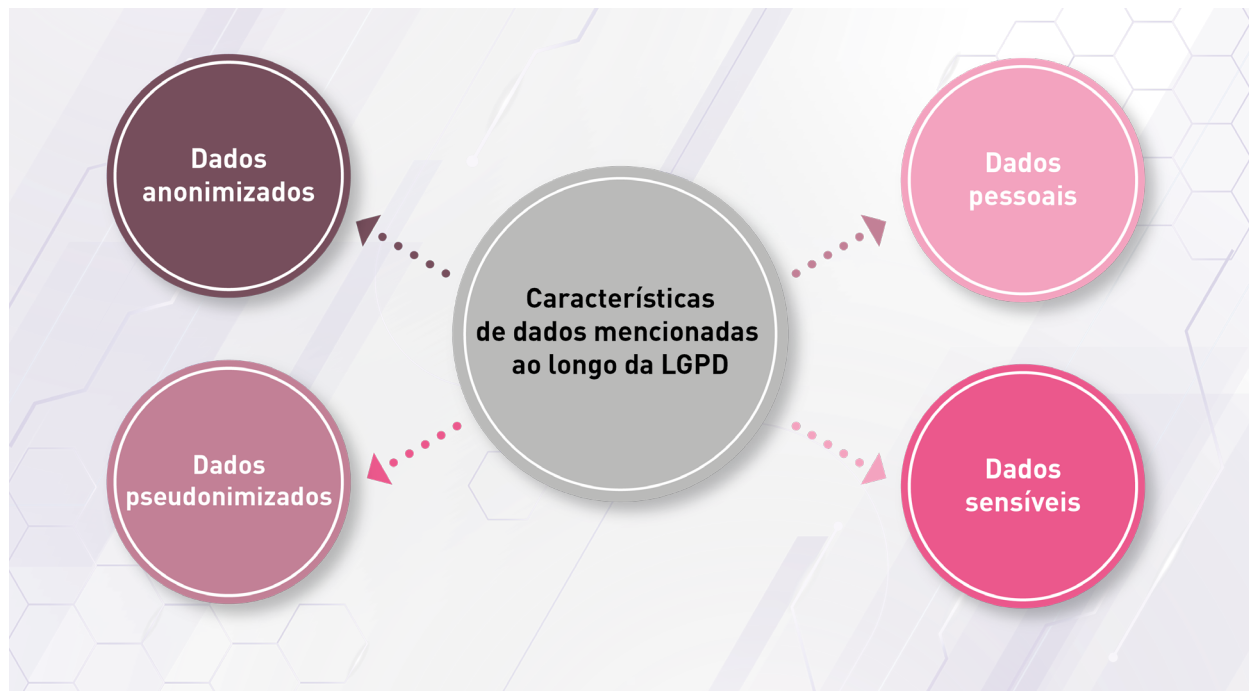 Dados
anonimizados
Dados
pessoais
Características
de dados mencionadas
ao longo da LGPD
Dados
pseudonimizados
Dados
sensíveis